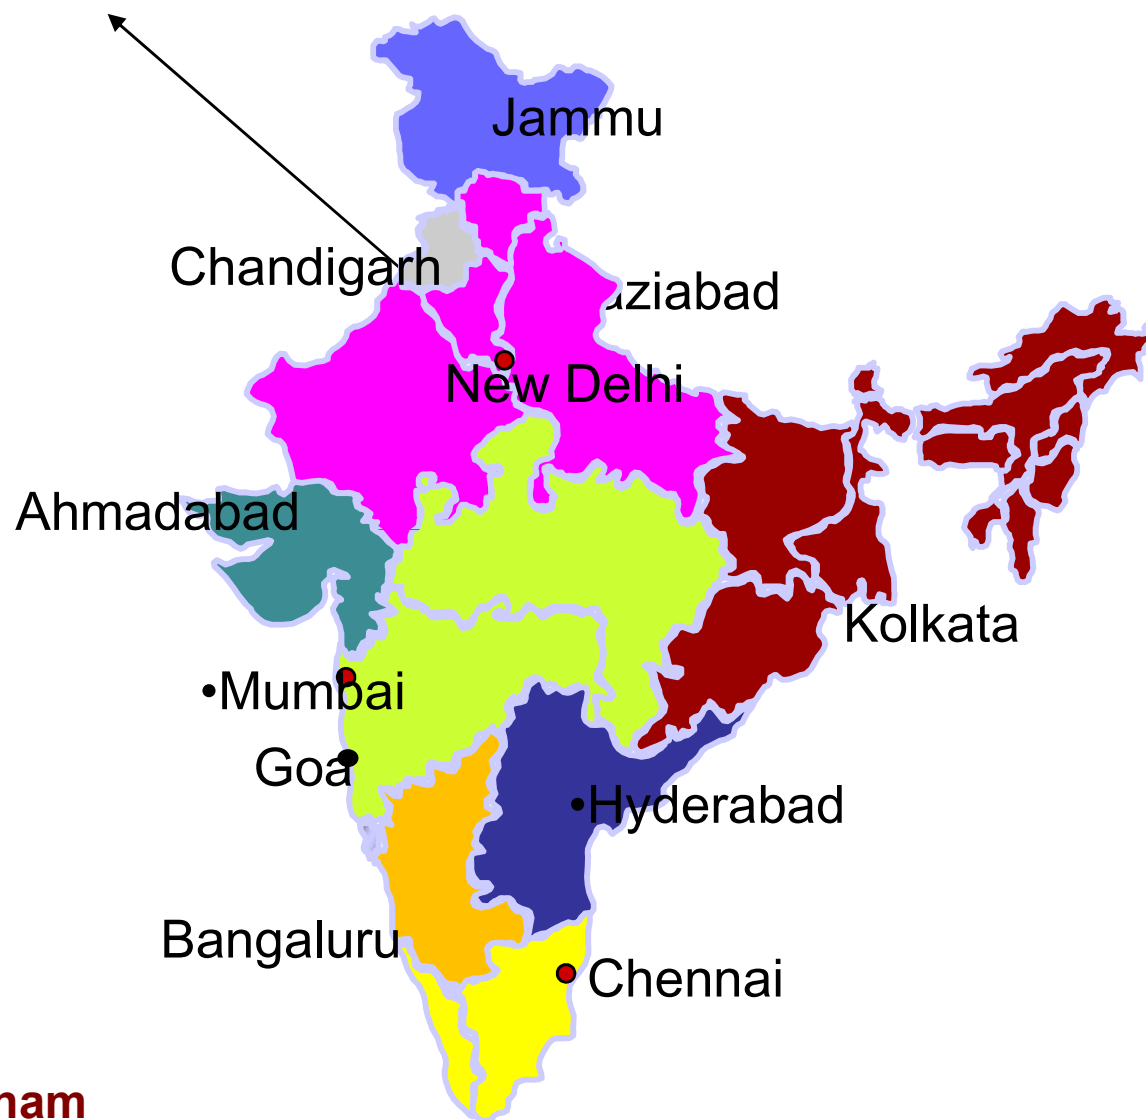 Jammu
Chandigarh
aziabad
New Delhi
Ahmadabad
Kolkata
•Mumbai
Goa
•Hyderabad
Bangaluru
Chennai
nam